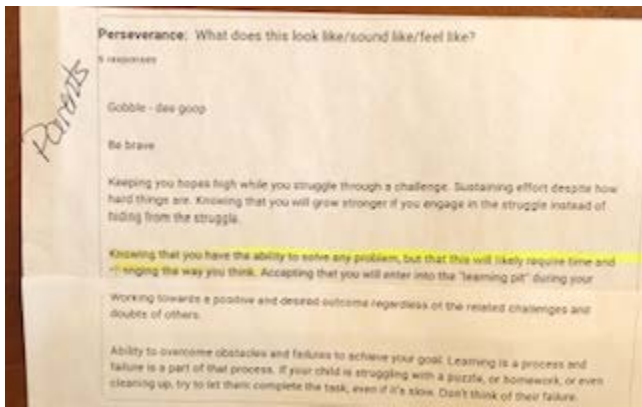 Perseverance: What does this look like/sound like/feel like?
5 responses
Parents
Gobble - dee goop
Be brave
Keeping you hopes high while you struggle through a challenge. Sustaining effort despite how
hard things are. Knowing that you will grow stronger if you engage in the struggle instead of
hiding from the struggle.
Knowing that you have the ability to solve any problem, but that this will likely require time and
changing the way you think. Accepting that you will enter into the "learning pit" during your
Working towards a positive and desired outcome regardless of the related challenges and
doubts of others.
Ability to overcome obstacles and failures to achieve your goal. Learning is a process and
failure is a part of that process. If your child is struggling with a puzzle, or homework, or even
cleaning up, try to let them complete the task, even if it's slow. Don't think of their failure.